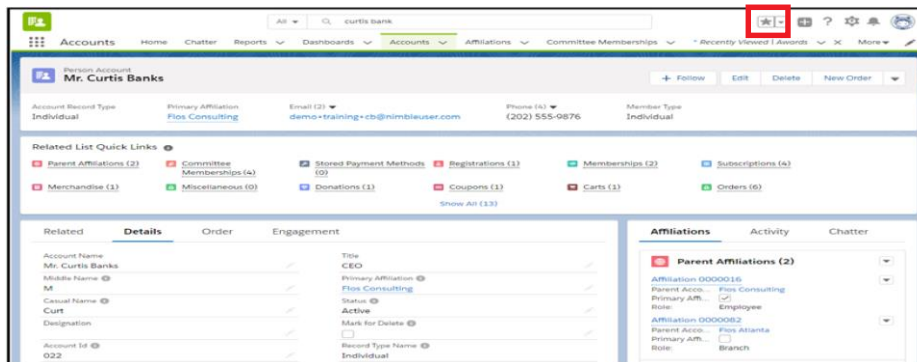 All curtis bank
Accounts Home Chatter Reports Dashboards Accounts Affiliations Committee Memberships * Recently Viewed | Awards More
Person Account
Mr. Curtis Banks
+ Follow Edit Delete New Order
Account Record Type Primary Affiliation Email (2) Phone (4) Member Type
Individual Fios Consulting demo+training+cb@nimbleuser.com (202) 555-9876 Individual
Related List Quick Links
Parent Affiliations (2) Committee Memberships (4) Stored Payment Methods (0) Registrations (1) Memberships (2) Subscriptions (4)
Merchandise (1) Miscellaneous (0) Donations (1) Coupons (1) Carts (1) Orders (6)
Show All (13)
Related Details Order Engagement
Account Name Title
Mr. Curtis Banks CEO
Middle Name Primary Affiliation
M Fios Consulting
Casual Name Status
Curt Active
Designation Mark for Delete
Account Id Record Type Name
022 Individual
Affiliations Activity Chatter
Parent Affiliations (2)
Affiliation 0000016
Parent Acco... Fios Consulting
Primary Affi...
Role: Employee
Affiliation 0000082
Parent Acco... Fios Atlanta
Primary Affi...
Role: Branch